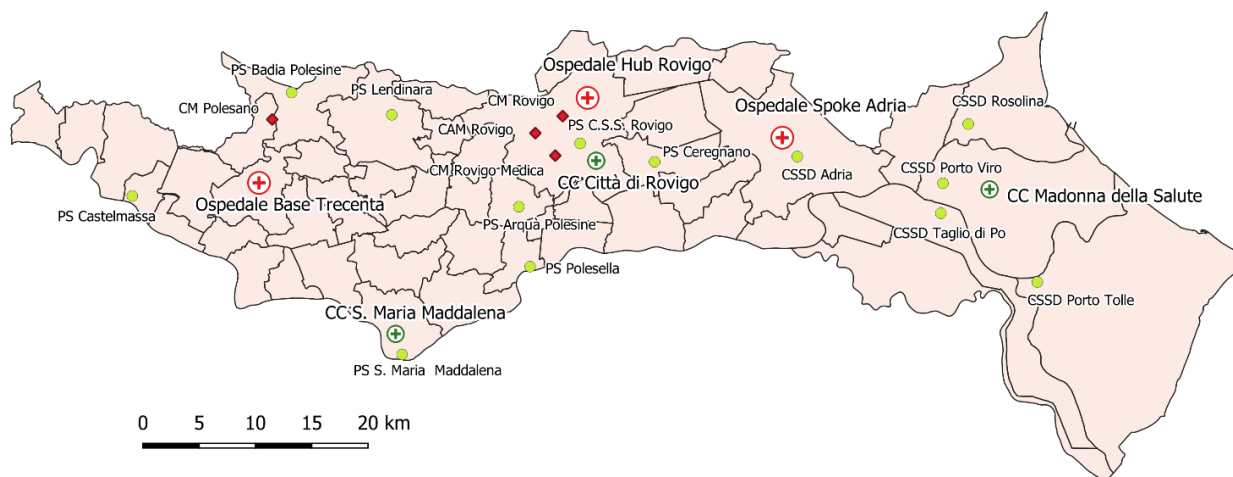 Ospedale Hub Rovigo
PS Badia Polesine
PS Lendinara
CM Polesano
CM Rovigo
CAM Rovigo
PS C.S.S. Rovigo
Ospedale Spoke Adria
CSSD Rosolina
PS Ceregnano
CSSD Adria
CSSD Porto Viro
CM Rovigo Medica
CC Città di Rovigo
CC Madonna della Salute
Ospedale Base Trecenta
PS Castelmassa
PS Arquà Polesine
CSSD Taglio di Po
PS Polesella
CSSD Porto Tolle
CC S. Maria Maddalena
PS S. Maria Maddalena
0 5 10 15 20 km